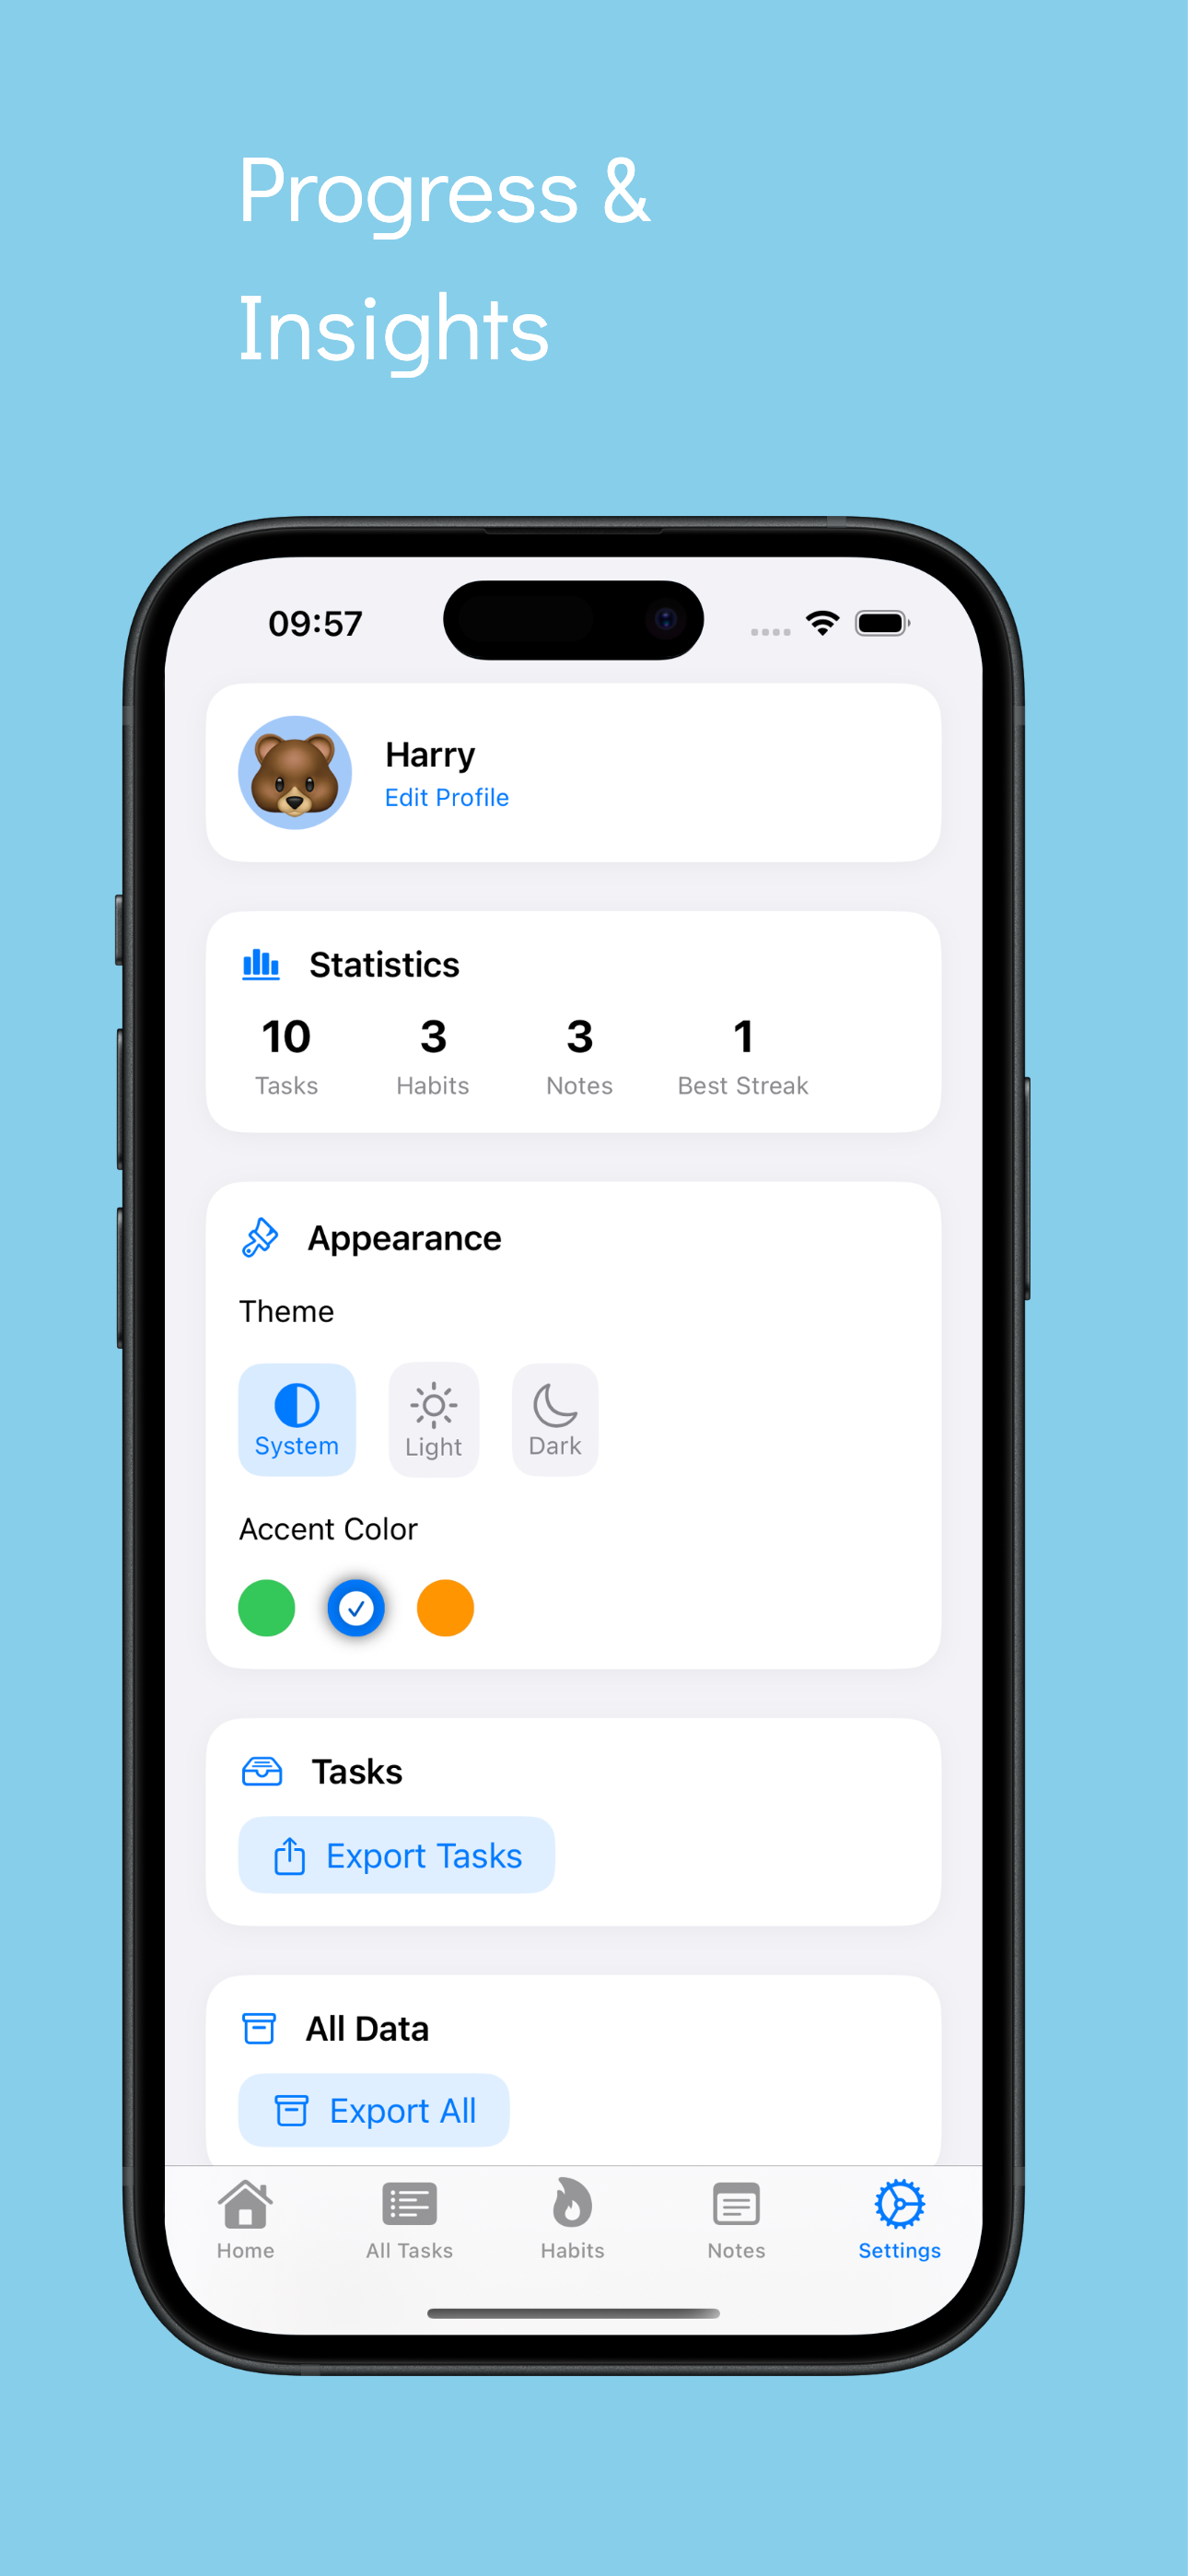 Progress &
Insights
09:57
Harry
Edit Profile
Statistics
10 3 3 1
Tasks Habits Notes Best Streak
Appearance
Theme
System Light Dark
Accent Color
Tasks
Export Tasks
All Data
Export All
Home All Tasks Habits Notes Settings